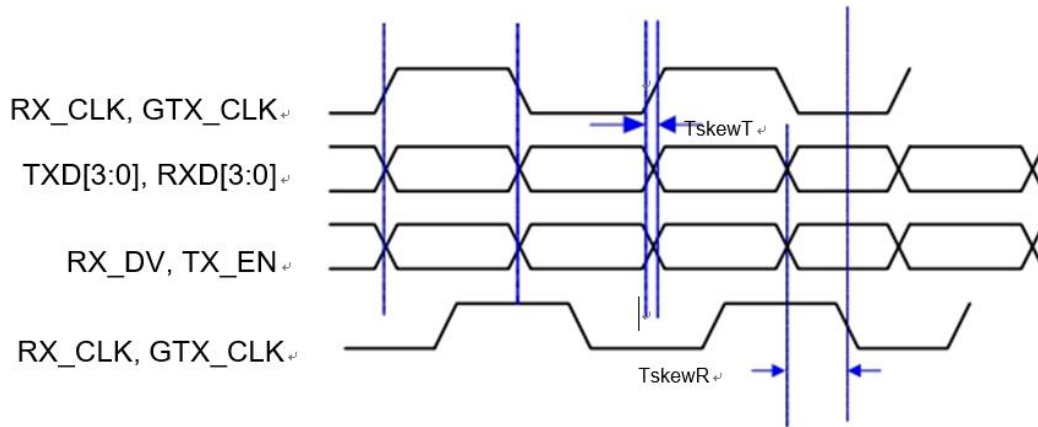 RX_CLK, GTX_CLK
TskewT
TXD[3:0], RXD[3:0]
RX_DV, TX_EN
RX_CLK, GTX_CLK
TskewR